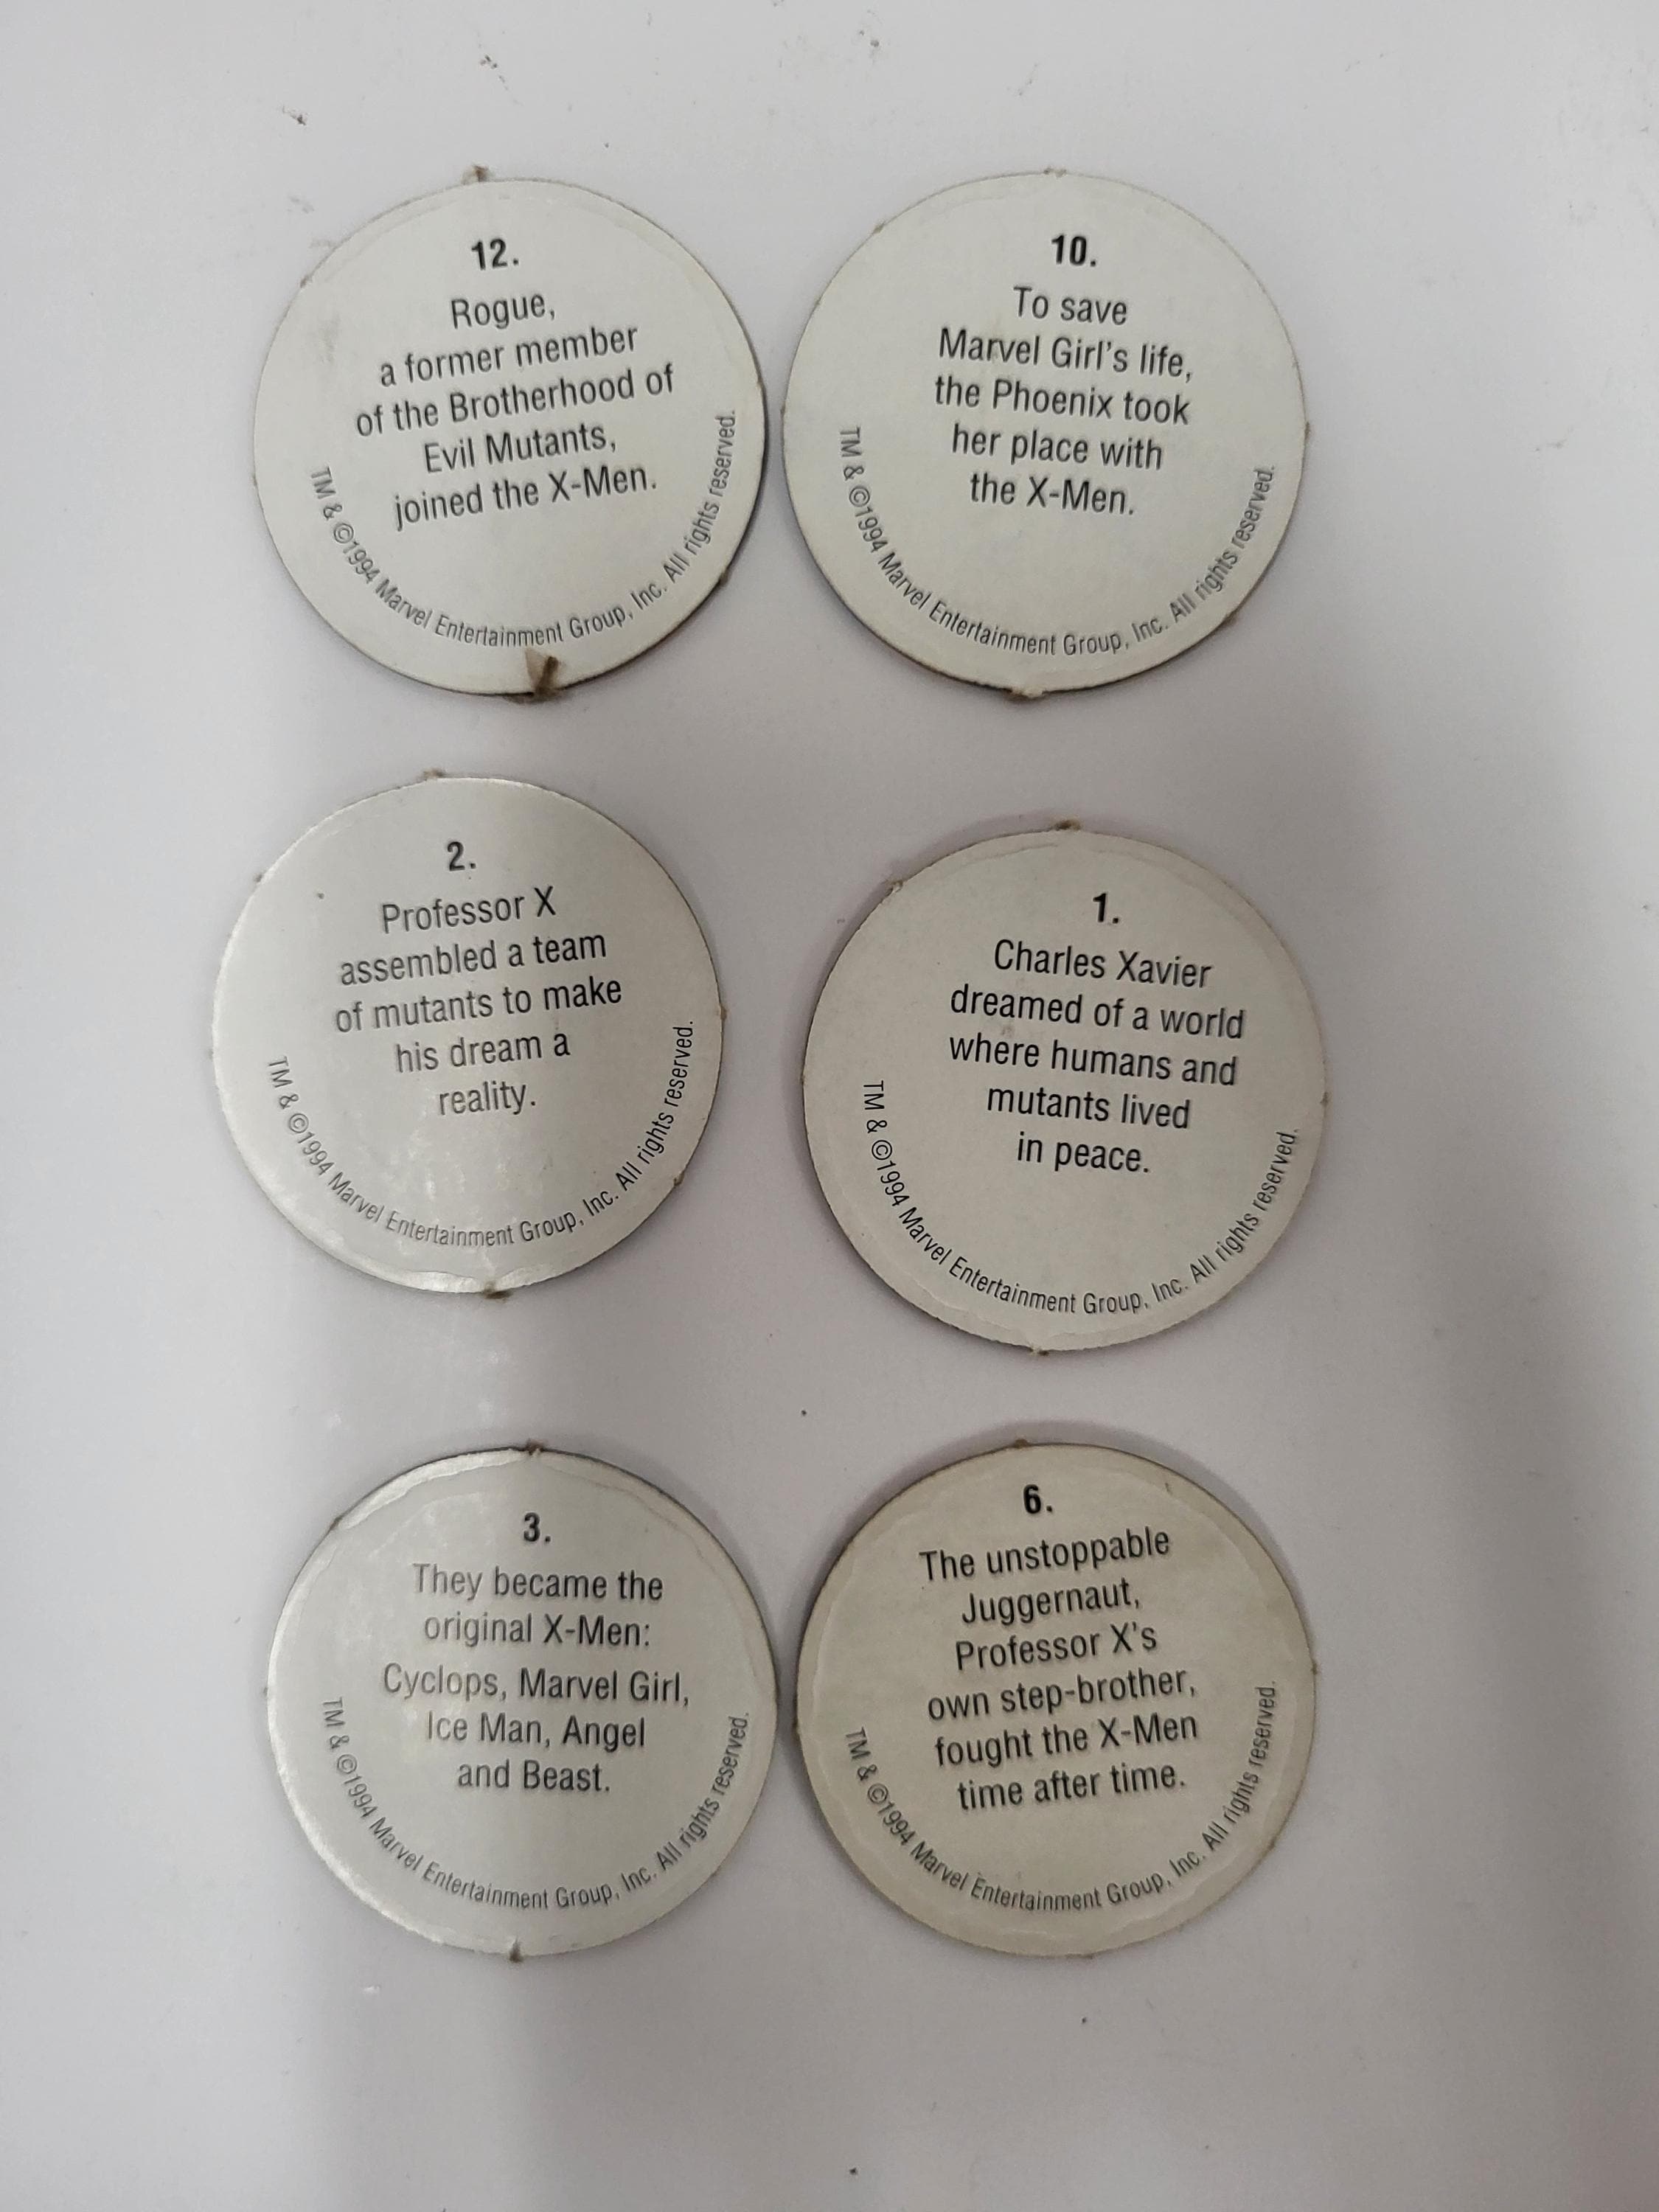 12.
Rogue,
a former member
of the Brotherhood of
Evil Mutants,
joined the X-Men.
TM & ©1994 Marvel Entertainment Group, Inc. All rights reserved.
10.
To save
Marvel Girl's life,
the Phoenix took
her place with
the X-Men.
TM & ©1994 Marvel Entertainment Group, Inc. All rights reserved.
2.
Professor X
assembled a team
of mutants to make
his dream a
reality.
TM & ©1994 Marvel Entertainment Group, Inc. All rights reserved.
1.
Charles Xavier
dreamed of a world
where humans and
mutants lived
in peace.
TM & ©1994 Marvel Entertainment Group, Inc. All rights reserved.
3.
They became the
original X-Men:
Cyclops, Marvel Girl,
Ice Man, Angel
and Beast.
TM & ©1994 Marvel Entertainment Group, Inc. All rights reserved.
6.
The unstoppable
Juggernaut,
Professor X's
own step-brother,
fought the X-Men
time after time.
TM & ©1994 Marvel Entertainment Group, Inc. All rights reserved.